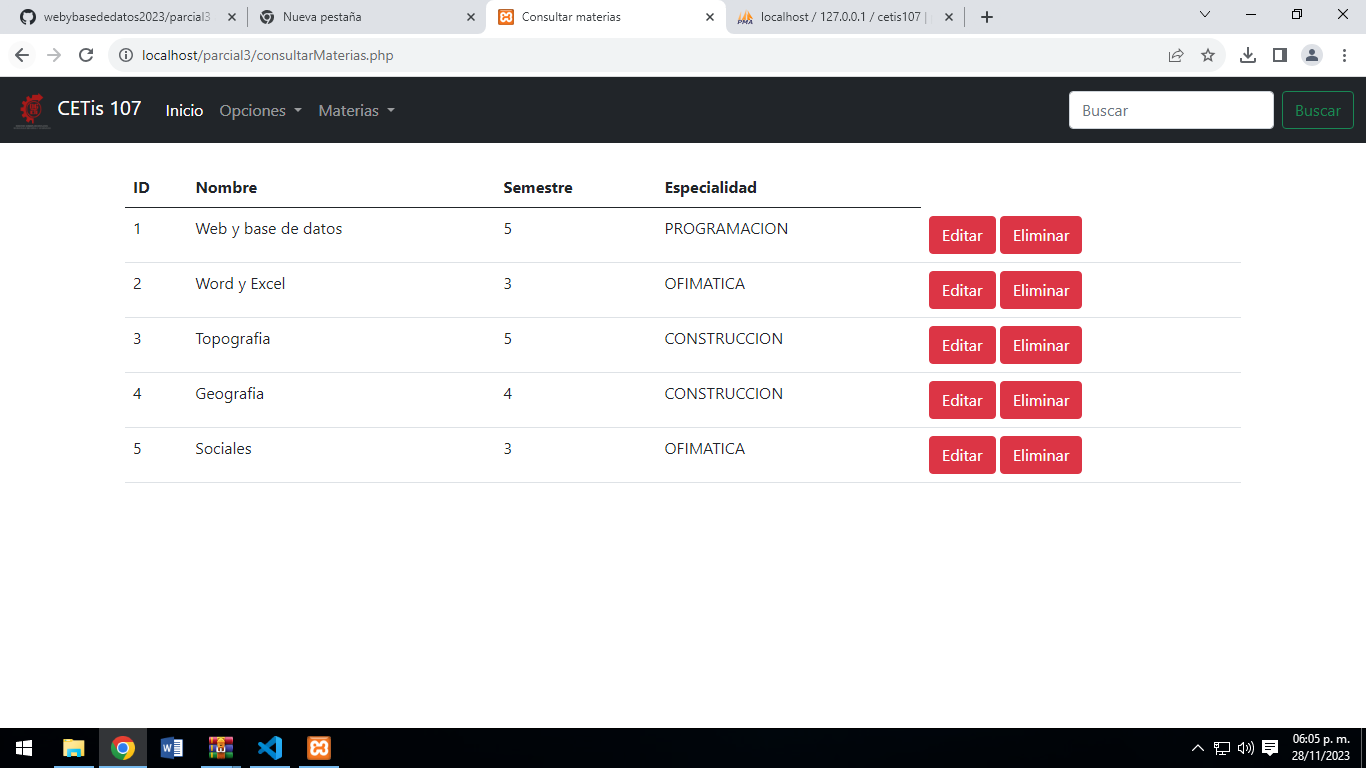 webybasededatos2023/parcial3
Nueva pestaña
Consultar materias
localhost / 127.0.0.1 / cetis107 |
localhost/parcial3/consultarMaterias.php
CETis 107 Inicio Opciones Materias Buscar Buscar
ID Nombre Semestre Especialidad
1 Web y base de datos 5 PROGRAMACION Editar Eliminar
2 Word y Excel 3 OFIMATICA Editar Eliminar
3 Topografia 5 CONSTRUCCION Editar Eliminar
4 Geografia 4 CONSTRUCCION Editar Eliminar
5 Sociales 3 OFIMATICA Editar Eliminar
06:05 p. m.
28/11/2023